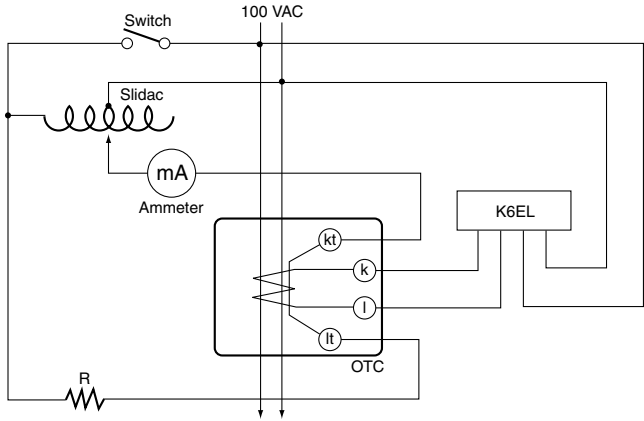 100 VAC
Switch
Slidac
mA
Ammeter
K6EL
kt
k
l
lt
OTC
R